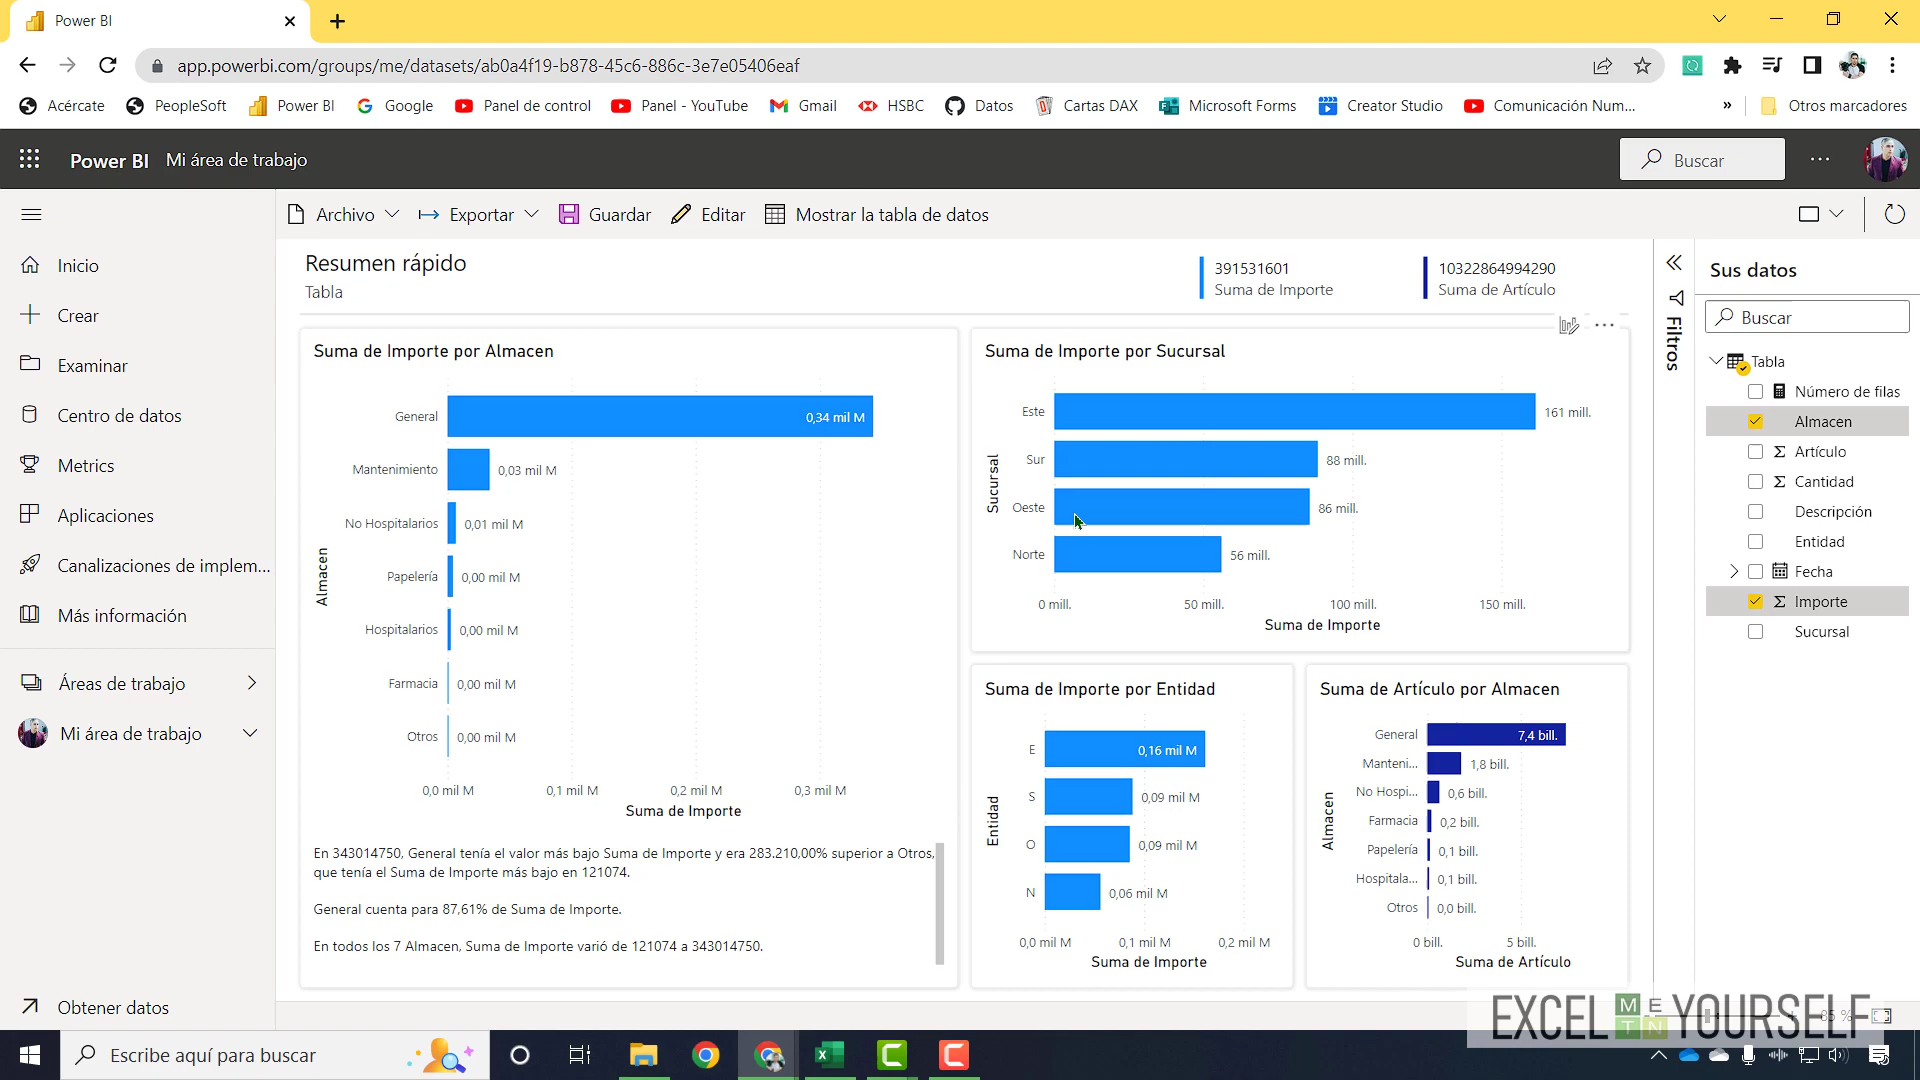 Power BI
app.powerbi.com/groups/me/datasets/ab0a4f19-b878-45c6-886c-3e7e05406eaf
Acércate
PeopleSoft
Power BI
Google
Panel de control
Panel - YouTube
Gmail
HSBC
Datos
Cartas DAX
Microsoft Forms
Creator Studio
Comunicación Num...
»
Otros marcadores
Power BI
Mi área de trabajo
Buscar
Archivo
Exportar
Guardar
Editar
Mostrar la tabla de datos
Inicio
Crear
Examinar
Centro de datos
Metrics
Aplicaciones
Canalizaciones de implem...
Más información
Áreas de trabajo
Mi área de trabajo
Obtener datos
Resumen rápido
Tabla
391531601
Suma de Importe
10322864994290
Suma de Artículo
Suma de Importe por Almacen
Almacen
General
0,34 mil M
Mantenimiento
0,03 mil M
No Hospitalarios
0,01 mil M
Papelería
0,00 mil M
Hospitalarios
0,00 mil M
Farmacia
0,00 mil M
Otros
0,00 mil M
0,0 mil M
0,1 mil M
0,2 mil M
0,3 mil M
Suma de Importe
En 343014750, General tenía el valor más bajo Suma de Importe y era 283.210,00% superior a Otros,
que tenía el Suma de Importe más bajo en 121074.
General cuenta para 87,61% de Suma de Importe.
En todos los 7 Almacen, Suma de Importe varió de 121074 a 343014750.
Suma de Importe por Sucursal
Sucursal
Este
161 mill.
Sur
88 mill.
Oeste
86 mill.
Norte
56 mill.
0 mill.
50 mill.
100 mill.
150 mill.
Suma de Importe
Suma de Importe por Entidad
Entidad
E
0,16 mil M
S
0,09 mil M
O
0,09 mil M
N
0,06 mil M
0,0 mil M
0,1 mil M
0,2 mil M
Suma de Importe
Suma de Artículo por Almacen
Almacen
General
7,4 bill.
Manteni...
1,8 bill.
No Hospi...
0,6 bill.
Farmacia
0,2 bill.
Papelería
0,1 bill.
Hospitala...
0,1 bill.
Otros
0,0 bill.
0 bill.
5 bill.
Suma de Artículo
Filtros
Sus datos
Buscar
Tabla
Número de filas
Almacen
Artículo
Cantidad
Descripción
Entidad
Fecha
Importe
Sucursal
EXCEL ME TN YOURSELF
85 %
Escribe aquí para buscar